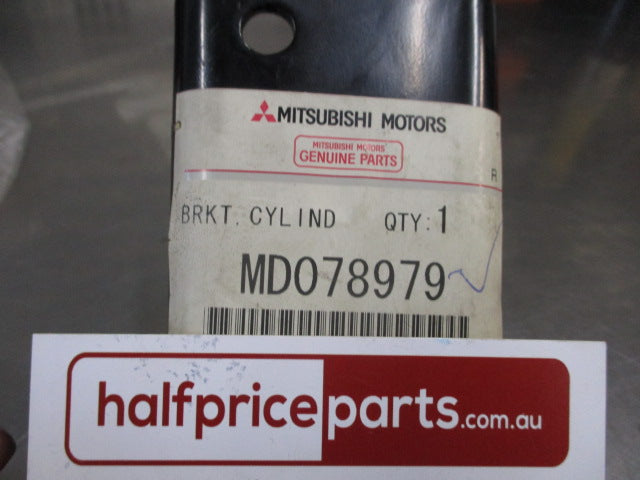 MITSUBISHI MOTORS
MITSUBISHI MOTORS
GENUINE PARTS
R
BRKT. CYLIND QTY:1
MD078979
halfpriceparts.com.au